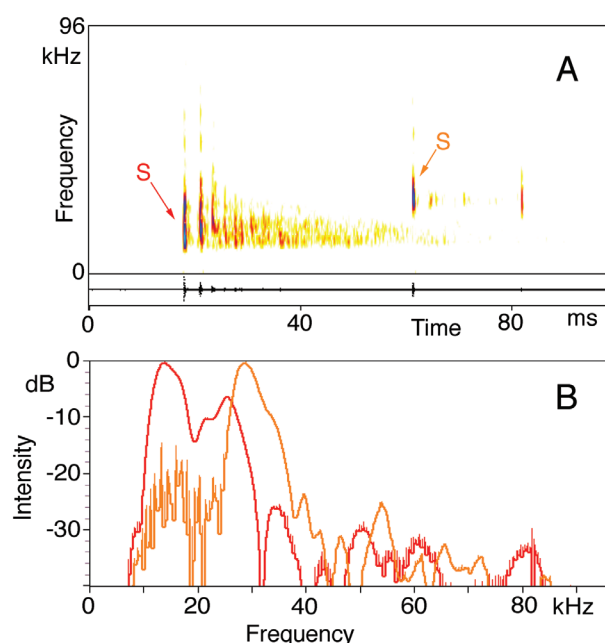 96
kHz
A
Frequency
S
S
0
0 40 Time 80 ms
0
dB
B
-10
Intensity
-20
-30
0 20 40 60 80 kHz
Frequency